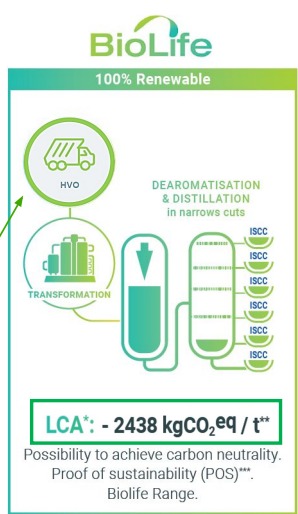 BioLife
100% Renewable
HVO
DEAROMATISATION
& DISTILLATION
in narrows cuts
TRANSFORMATION
ISCC
ISCC
ISCC
ISCC
ISCC
ISCC
LCA*: - 2438 kgCO₂eq / t**
Possibility to achieve carbon neutrality.
Proof of sustainability (POS)***.
Biolife Range.